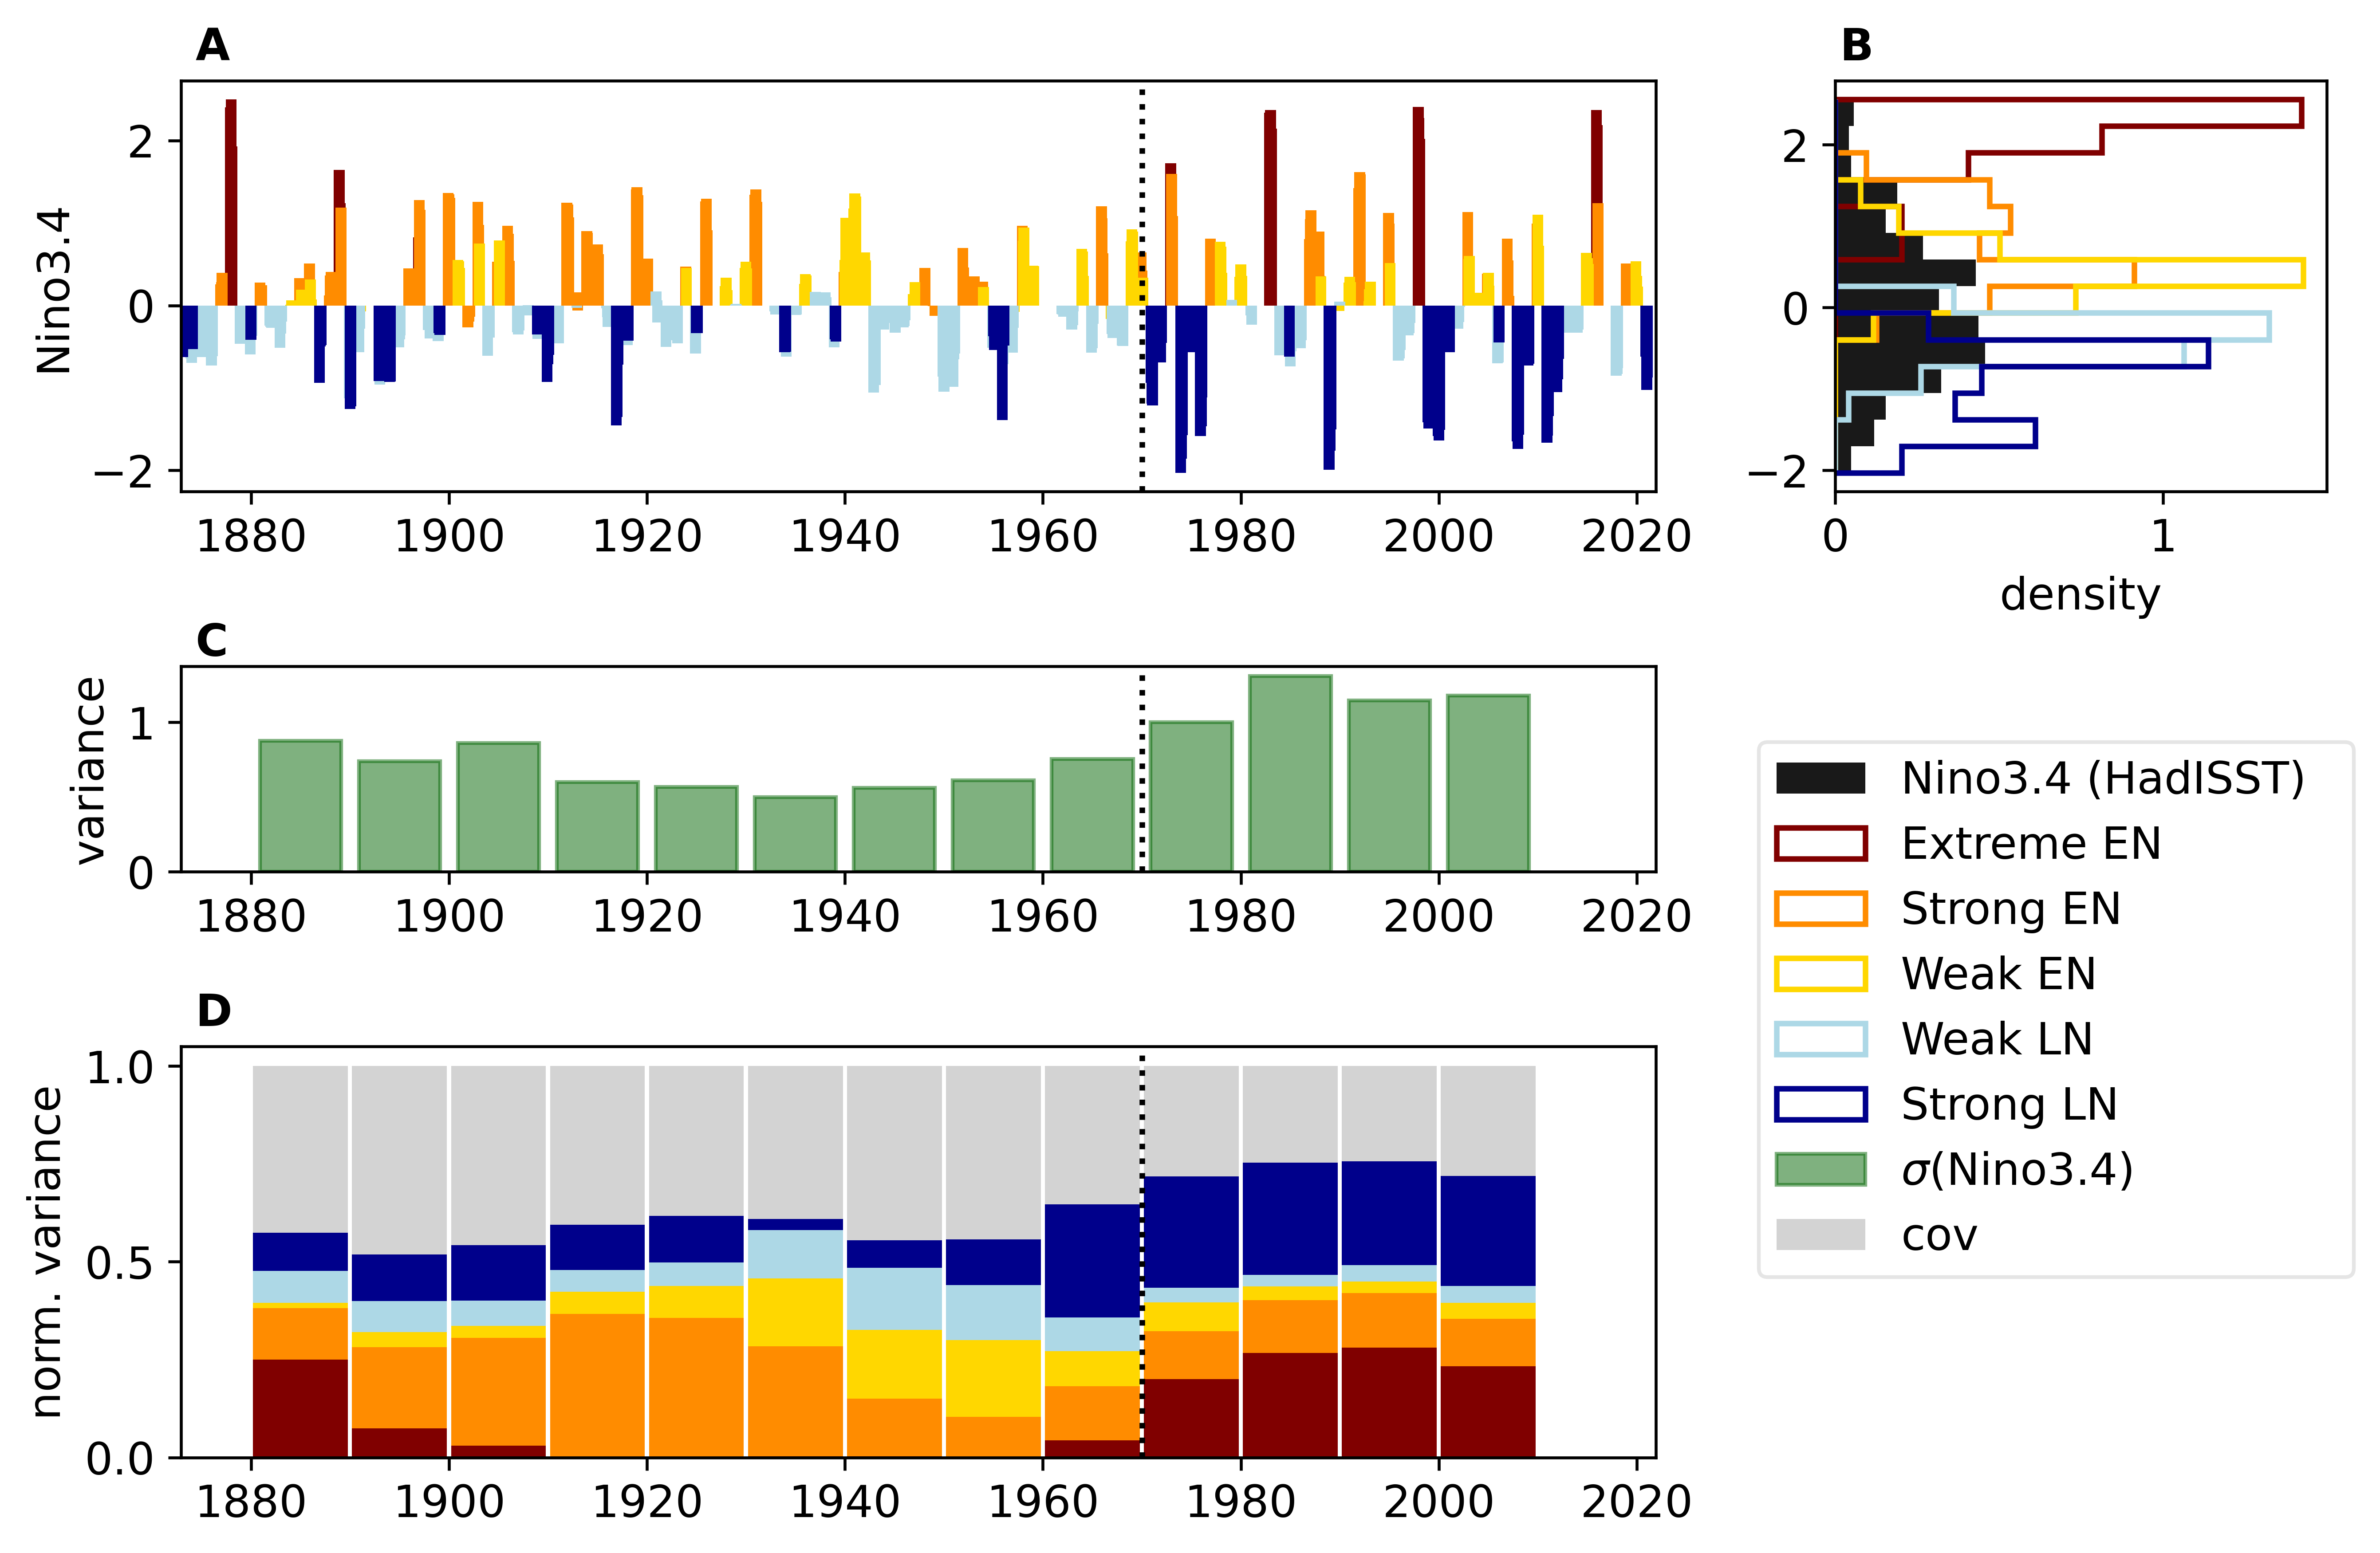 A
B
Nino3.4
2
0
−2
1880 1900 1920 1940 1960 1980 2000 2020
2
0
−2
0 1
density
C
variance
1
0
1880 1900 1920 1940 1960 1980 2000 2020
D
norm. variance
1.0
0.5
0.0
1880 1900 1920 1940 1960 1980 2000 2020
Nino3.4 (HadISST)
Extreme EN
Strong EN
Weak EN
Weak LN
Strong LN
σ(Nino3.4)
cov